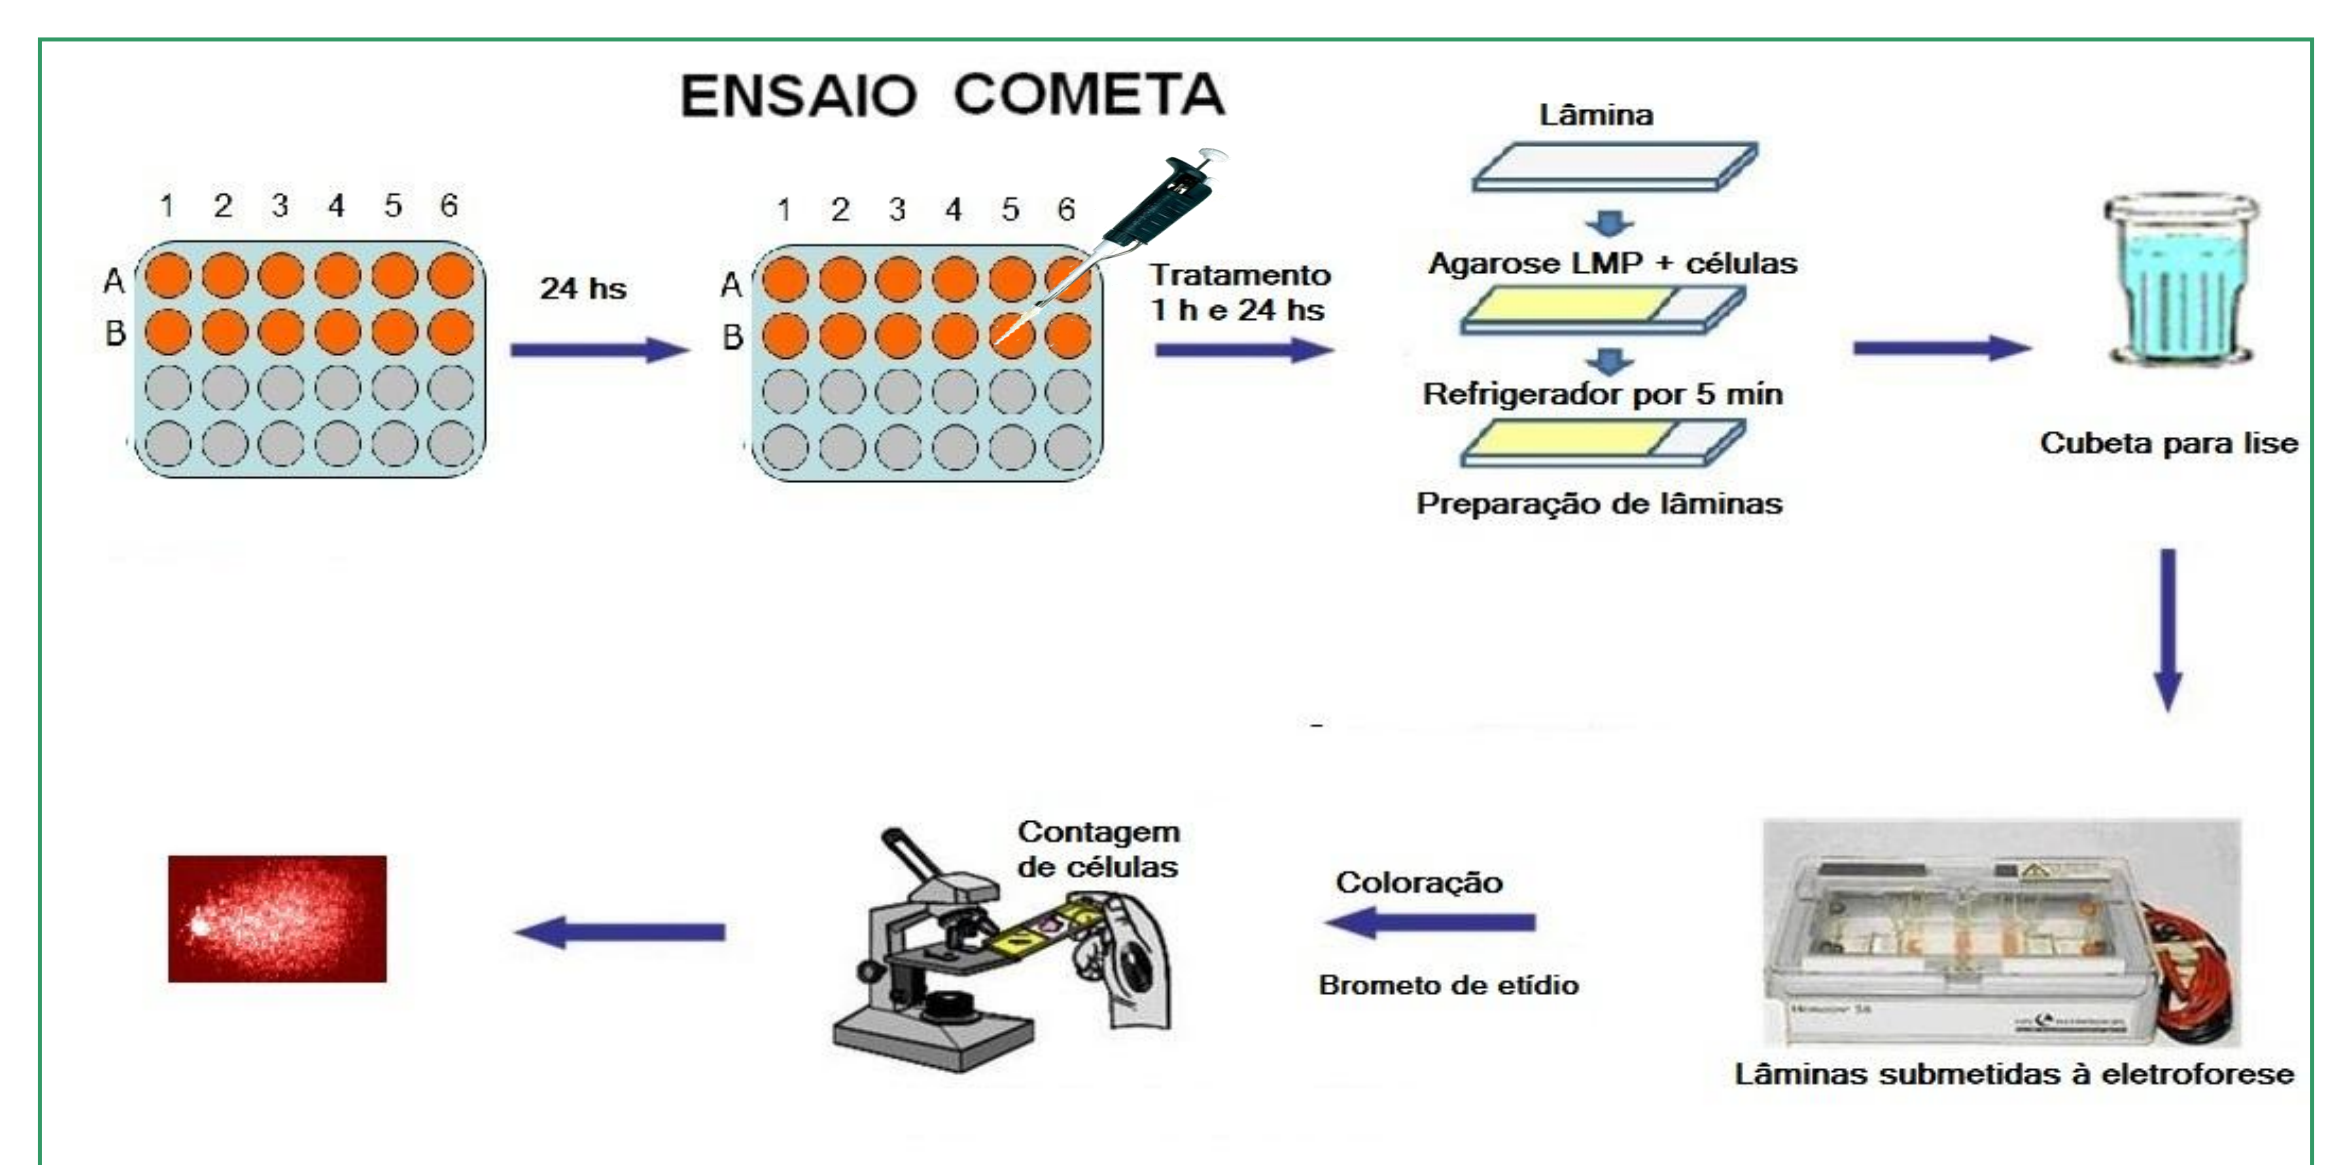 ENSAIO COMETA
1 2 3 4 5 6
A
B
24 hs
1 2 3 4 5 6
A
B
Tratamento
1 h e 24 hs
Lâmina
Agarose LMP + células
Refrigerador por 5 mín
Preparação de lâminas
Cubeta para lise
Lâminas submetidas à eletroforese
Coloração
Brometo de etídio
Contagem
de células